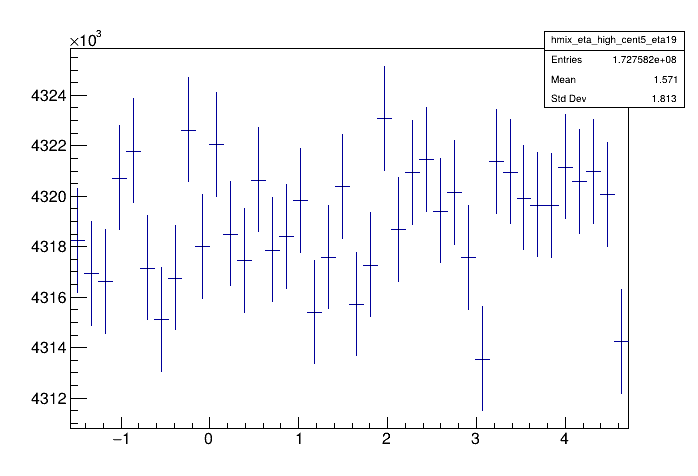 ×10³
hmix_eta_high_cent5_eta19
Entries 1.727582e+08
Mean 1.571
Std Dev 1.813
4324
4322
4320
4318
4316
4314
4312
−1 0 1 2 3 4